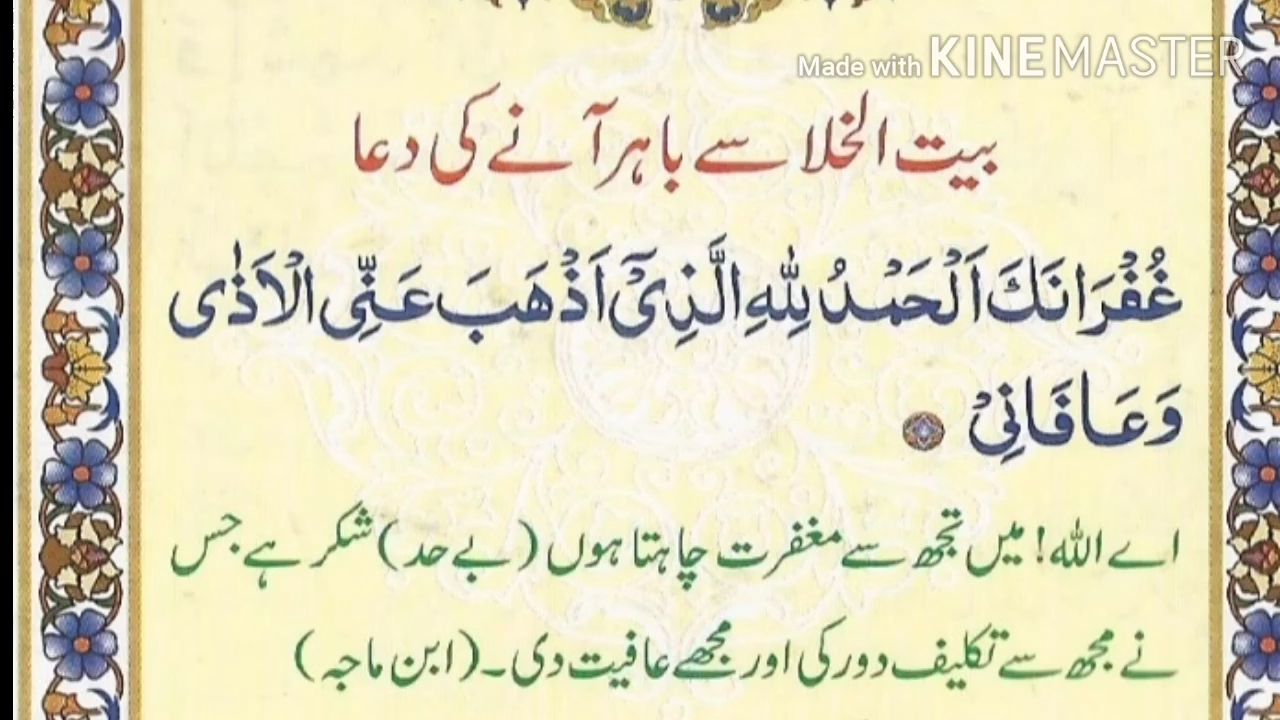 Made with KINEMASTER
بیت الخلا سے باہر آنے کی دعا
غُفْرَانَكَ اَلْحَمْدُ لِلّٰهِ الَّذِیْۤ اَذْهَبَ عَنِّی الْاَذٰی
وَعَافَانِیْ
اے اللہ! میں تجھ سے مغفرت چاہتا ہوں (بے حد) شکر ہے جس
نے مجھ سے تکلیف دور کی اور مجھے عافیت دی۔ (ابن ماجہ)